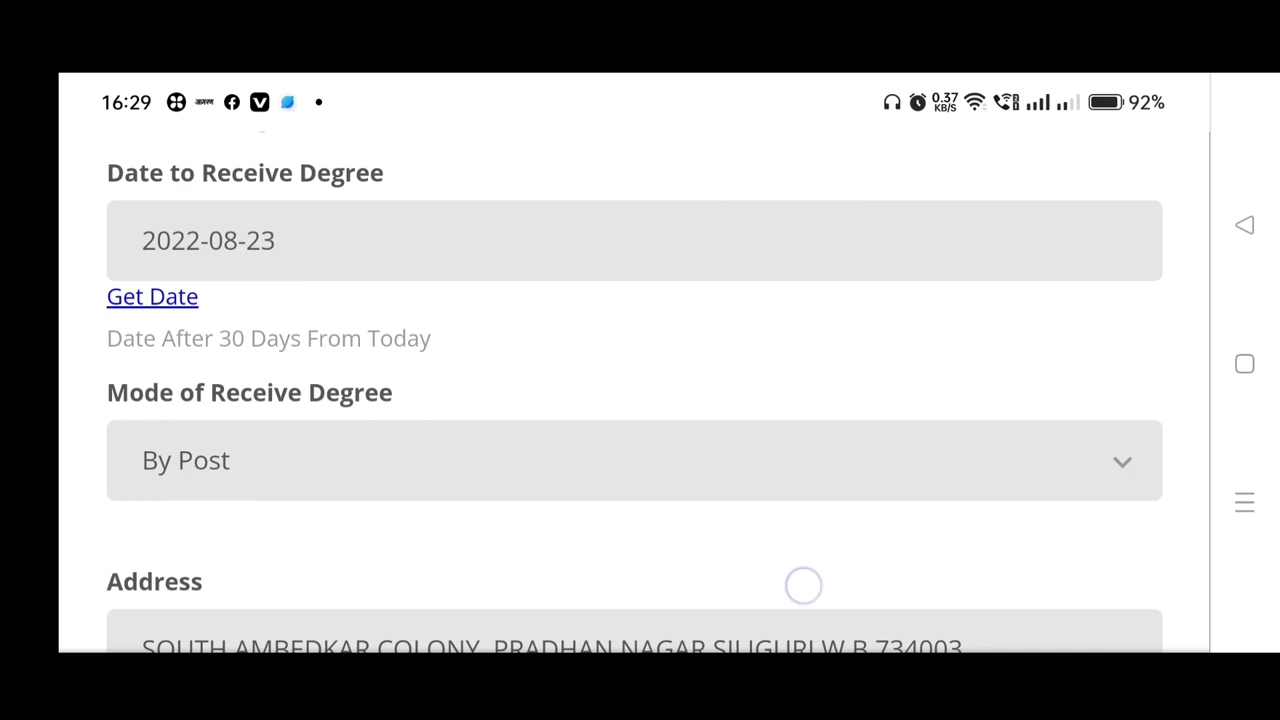 16:29 जागरण 0.37 KB/S 92%
Date to Receive Degree
2022-08-23
Get Date
Date After 30 Days From Today
Mode of Receive Degree
By Post
Address
SOUTH AMBEDKAR COLONY, PRADHAN NAGAR SILIGURI W B 734003